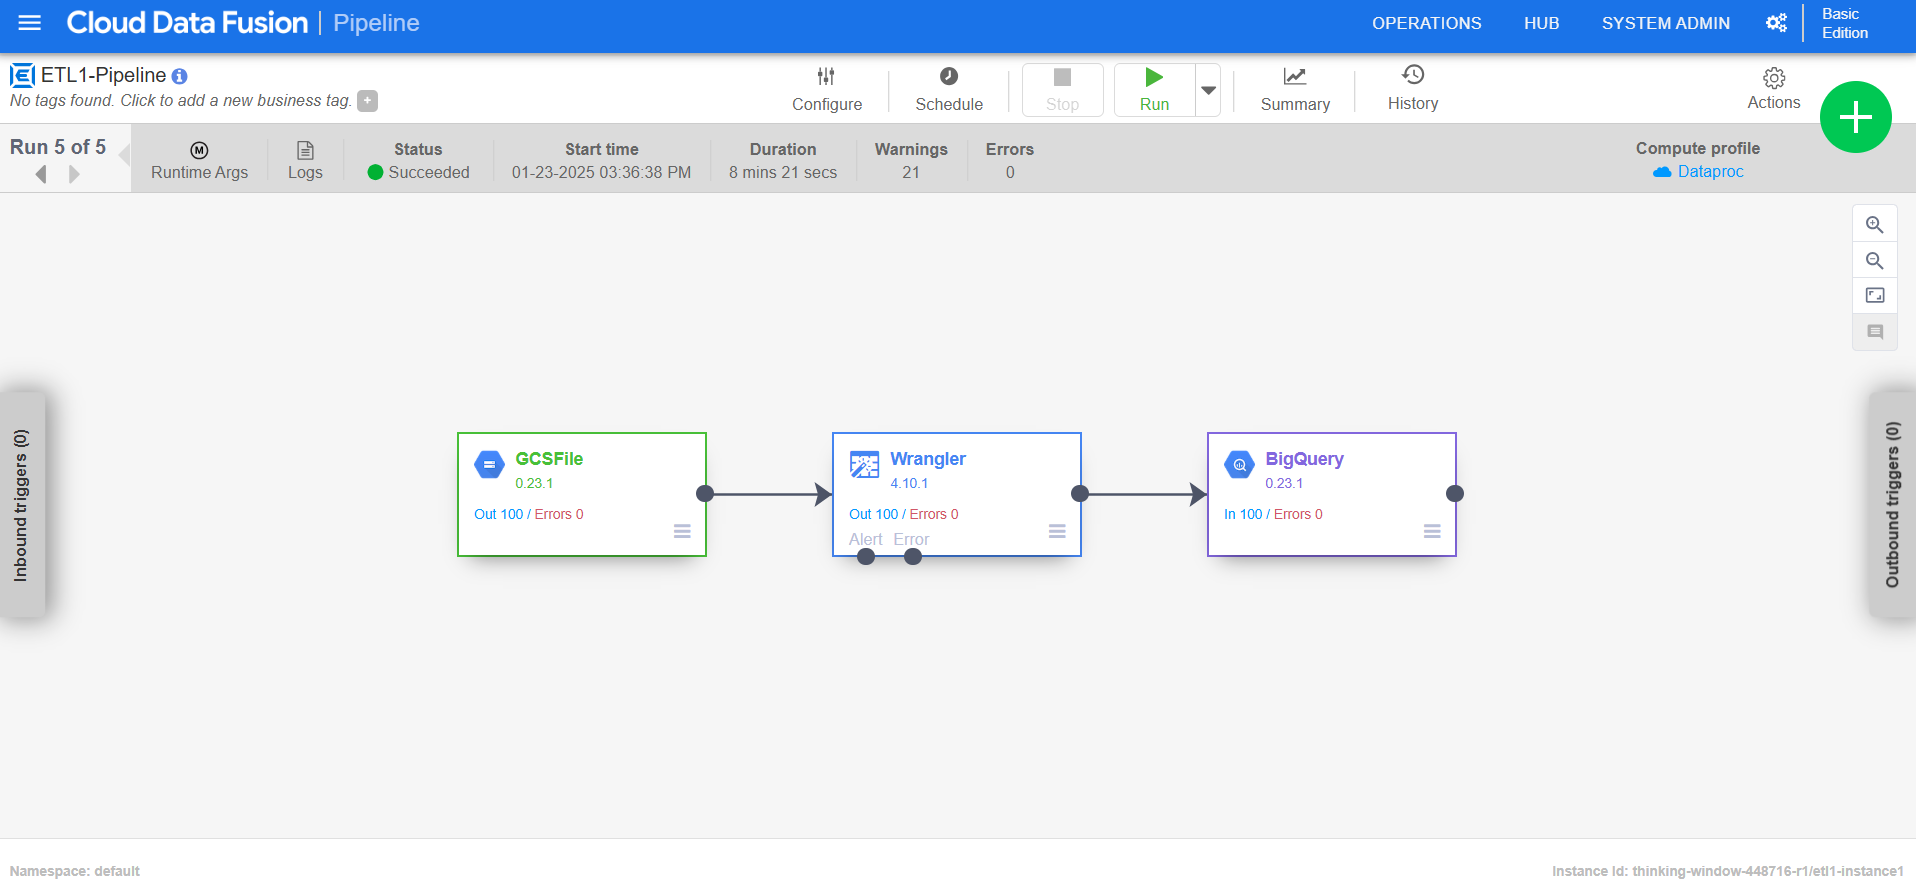 Cloud Data Fusion | Pipeline
OPERATIONS
HUB
SYSTEM ADMIN
Basic
Edition
ETL1-Pipeline
No tags found. Click to add a new business tag.
Configure
Schedule
Stop
Run
Summary
History
Actions
Run 5 of 5
Runtime Args
Logs
Status
Succeeded
Start time
01-23-2025 03:36:38 PM
Duration
8 mins 21 secs
Warnings
21
Errors
0
Compute profile
Dataproc
Inbound triggers (0)
GCSFile
0.23.1
Out 100 / Errors 0
Wrangler
4.10.1
Out 100 / Errors 0
Alert Error
BigQuery
0.23.1
In 100 / Errors 0
Outbound triggers (0)
Namespace: default
Instance Id: thinking-window-448716-r1/etl1-instance1